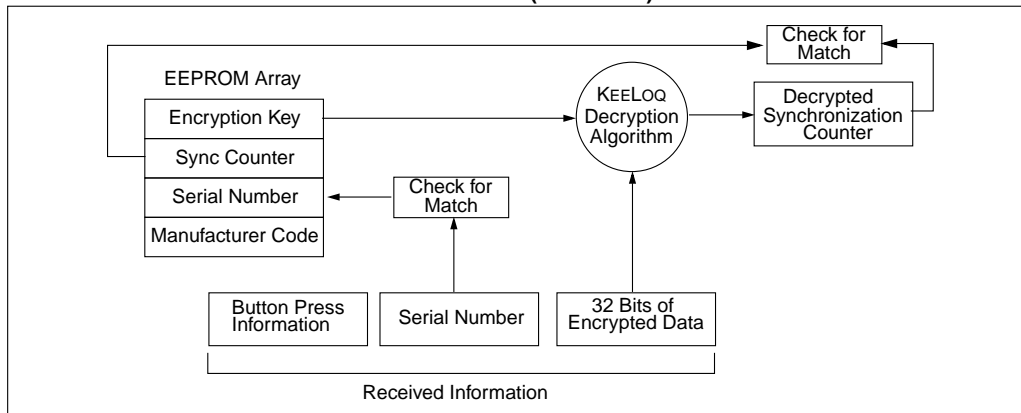 Check for
Match
EEPROM Array
KEELOQ
Decryption
Algorithm
Decrypted
Synchronization
Counter
Encryption Key
Sync Counter
Serial Number
Manufacturer Code
Check for
Match
Button Press
Information
Serial Number
32 Bits of
Encrypted Data
Received Information